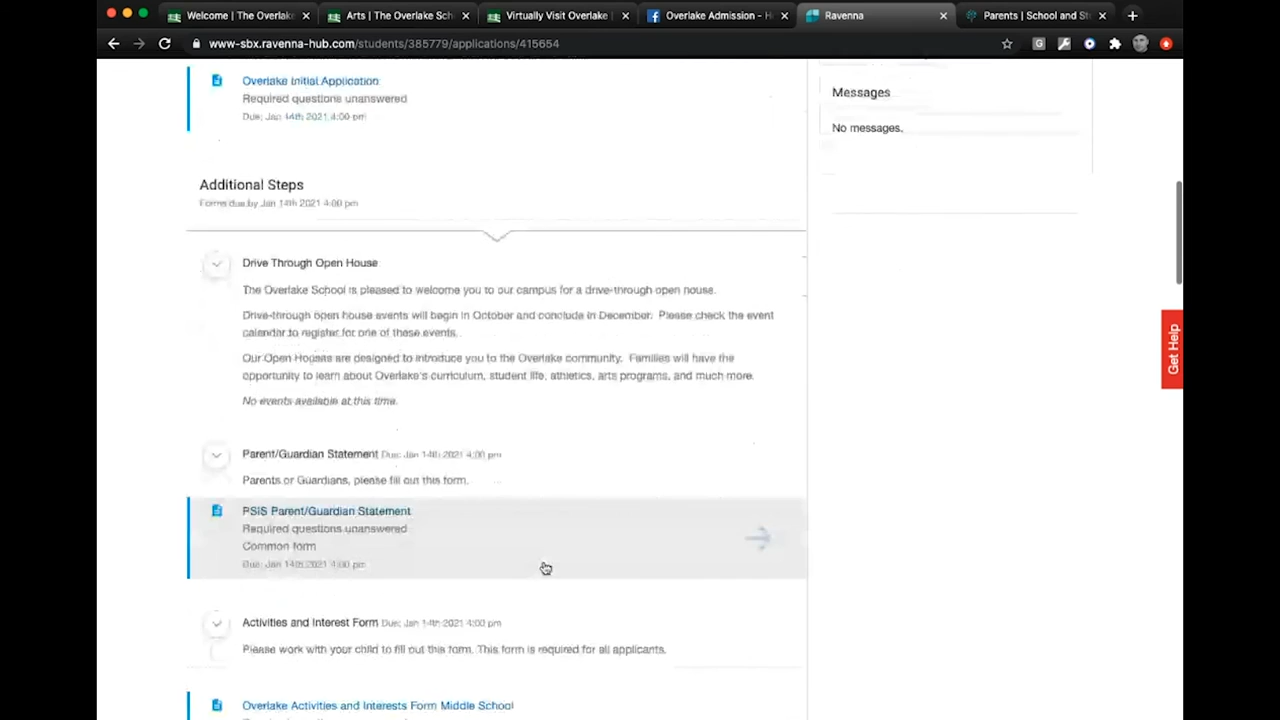 Welcome | The Overlake
Arts | The Overlake Sch
Virtually Visit Overlake
Overlake Admission - H
Ravenna
Parents | School and St
www-sbx.ravenna-hub.com/students/385779/applications/415654
Overlake Initial Application
Required questions unanswered
Due: Jan 14th 2021 4:00 pm
Messages
No messages.
Additional Steps
Forms due by Jan 14th 2021 4:00 pm
Drive Through Open House
The Overlake School is pleased to welcome you to our campus for a drive-through open house.
Drive-through open house events will begin in October and conclude in December. Please check the event
calendar to register for one of these events.
Our Open Houses are designed to introduce you to the Overlake community. Families will have the
opportunity to learn about Overlake's curriculum, student life, athletics, arts programs, and much more.
No events available at this time.
Parent/Guardian Statement Due: Jan 14th 2021 4:00 pm
Parents or Guardians, please fill out this form.
PSIS Parent/Guardian Statement
Required questions unanswered
Common form
Due: Jan 14th 2021 4:00 pm
Activities and Interest Form Due: Jan 14th 2021 4:00 pm
Please work with your child to fill out this form. This form is required for all applicants.
Overlake Activities and Interests Form Middle School
Get Help